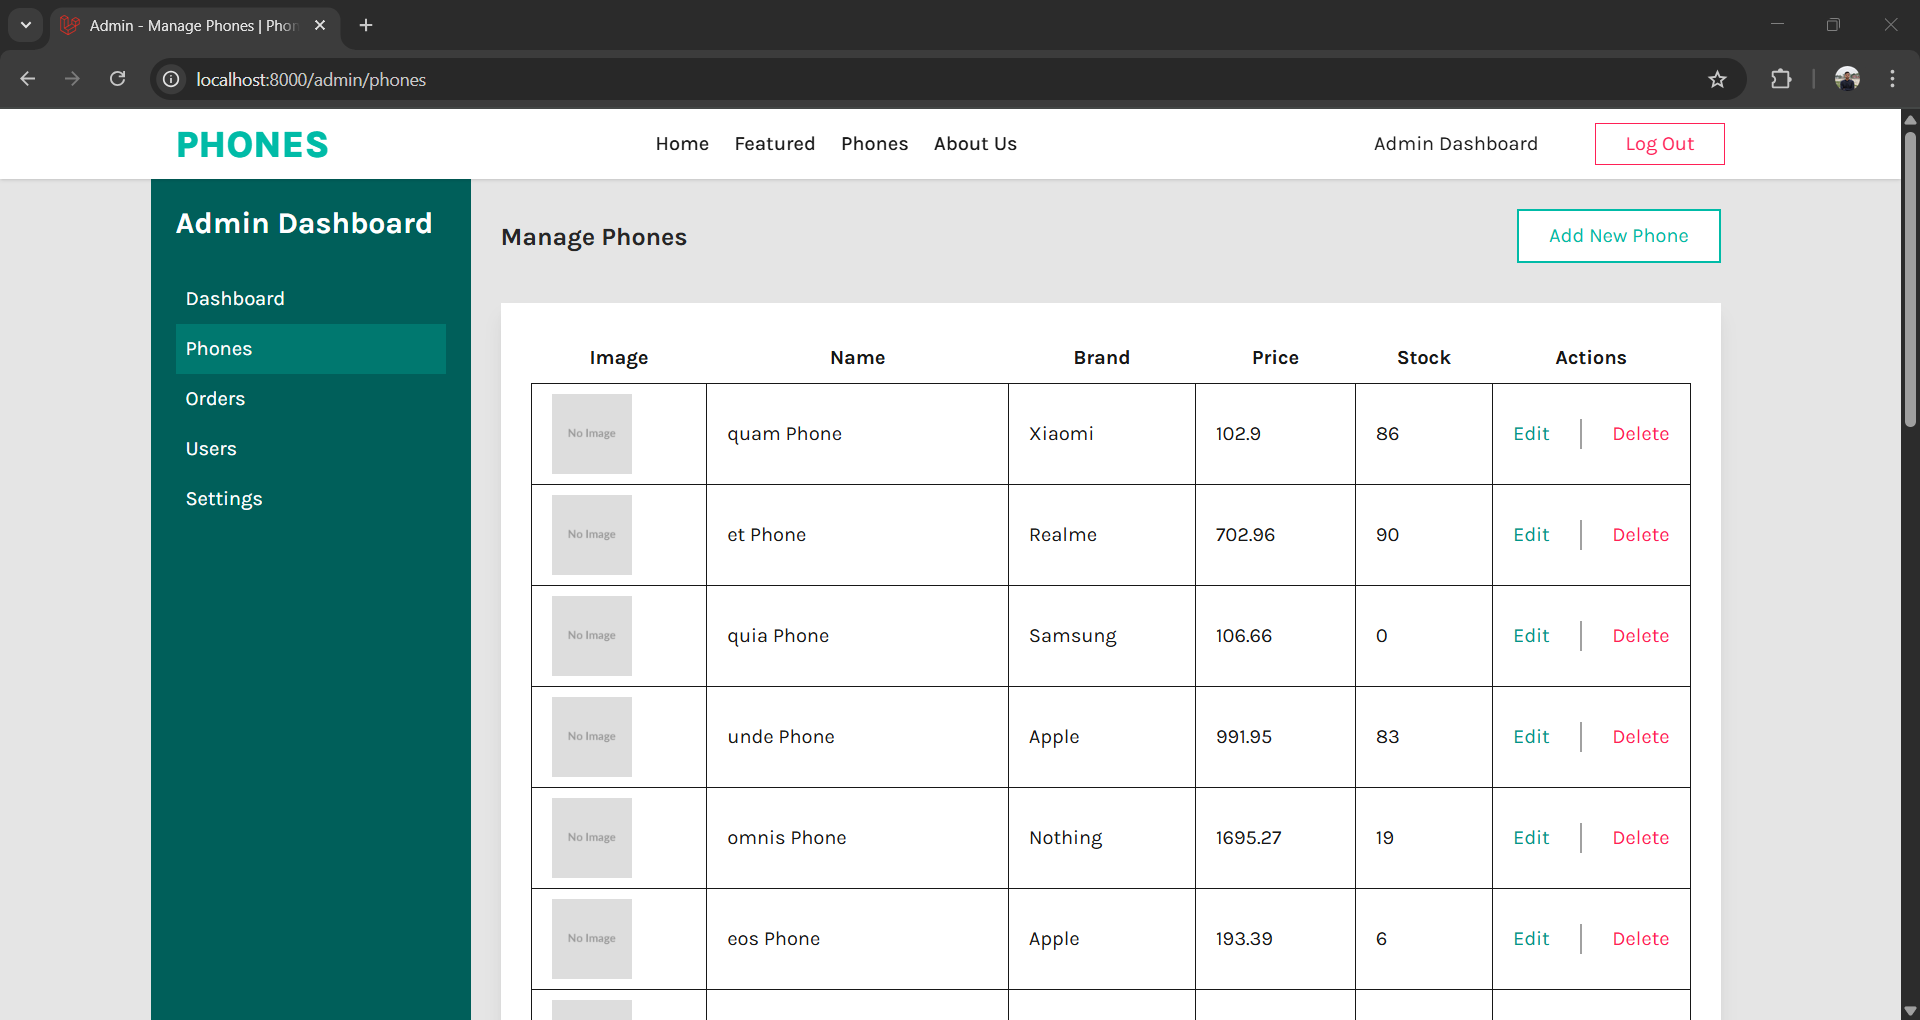 Admin - Manage Phones | Phon
localhost:8000/admin/phones
PHONES
Home Featured Phones About Us
Admin Dashboard
Log Out
Admin Dashboard
Dashboard
Phones
Orders
Users
Settings
Manage Phones
Add New Phone
Image Name Brand Price Stock Actions
No Image quam Phone Xiaomi 102.9 86 Edit Delete
No Image et Phone Realme 702.96 90 Edit Delete
No Image quia Phone Samsung 106.66 0 Edit Delete
No Image unde Phone Apple 991.95 83 Edit Delete
No Image omnis Phone Nothing 1695.27 19 Edit Delete
No Image eos Phone Apple 193.39 6 Edit Delete